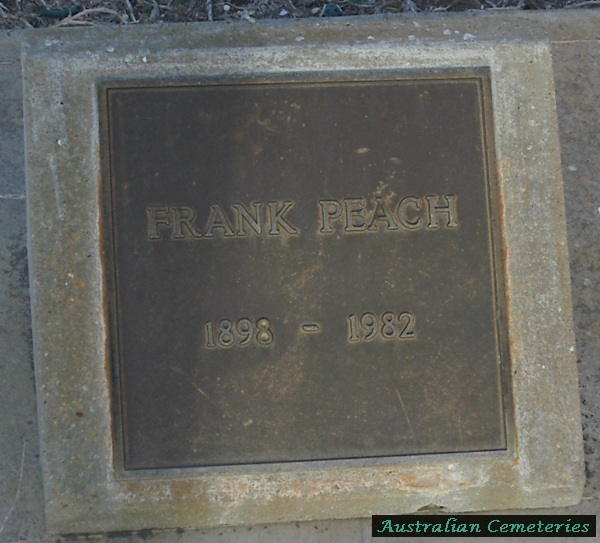 FRANK PEACH
1898 - 1982
Australian Cemeteries